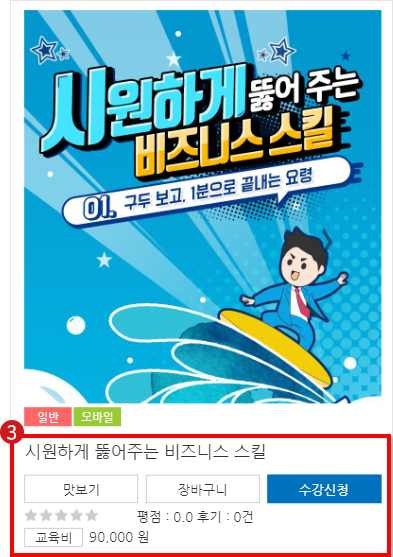 시원하게 뚫어 주는
비즈니스 스킬
01. 구두 보고, 1분으로 끝내는 요령
일반 모바일
3
시원하게 뚫어주는 비즈니스 스킬
맛보기 장바구니 수강신청
평점 : 0.0 후기 : 0건
교육비 90,000 원